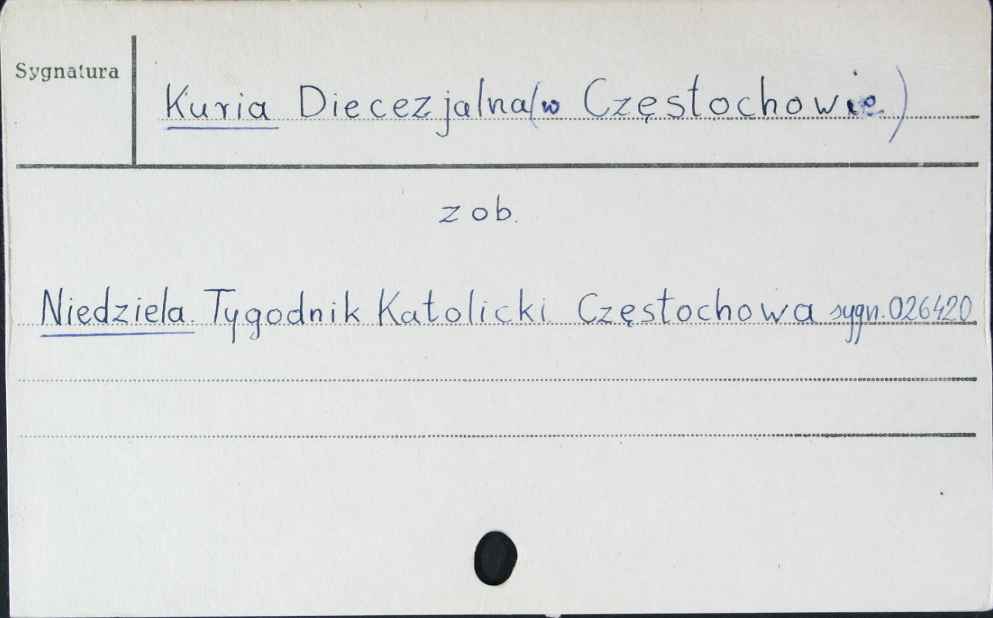 Sygnatura
Kuria Diecezjalna (w Częstochowie)
zob.
Niedziela. Tygodnik Katolicki. Częstochowa sygn. 026420